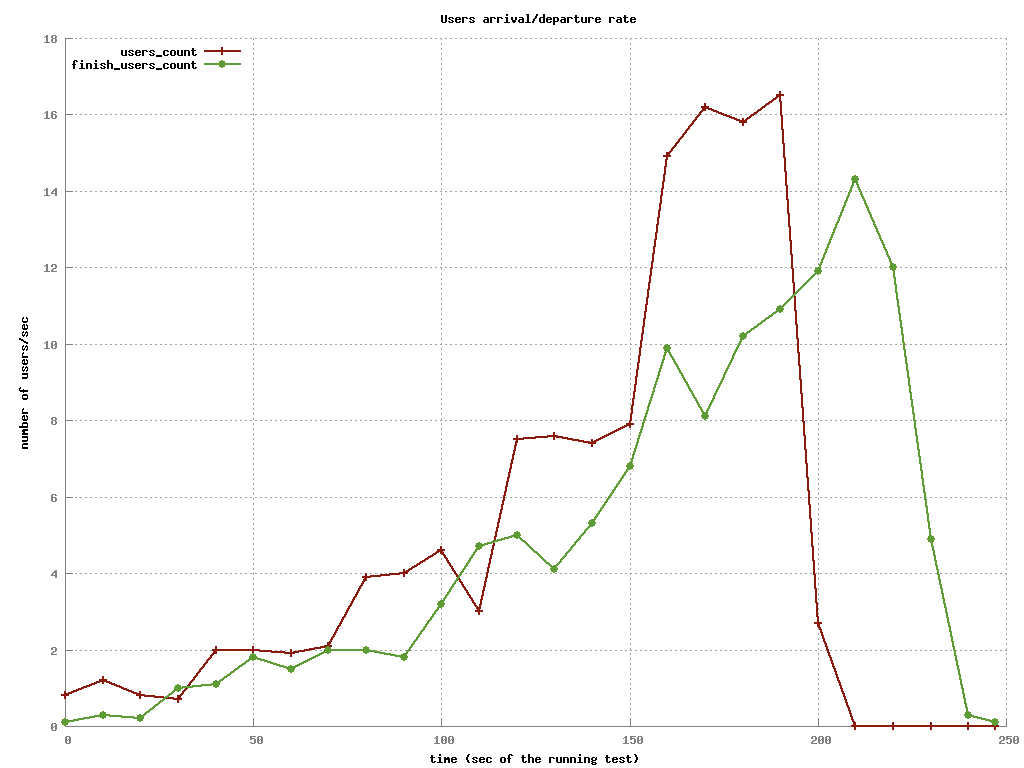 Users arrival/departure rate
18
users_count
finish_users_count
16
14
12
10
8
6
4
2
0
number of users/sec
0 50 100 150 200 250
time (sec of the running test)